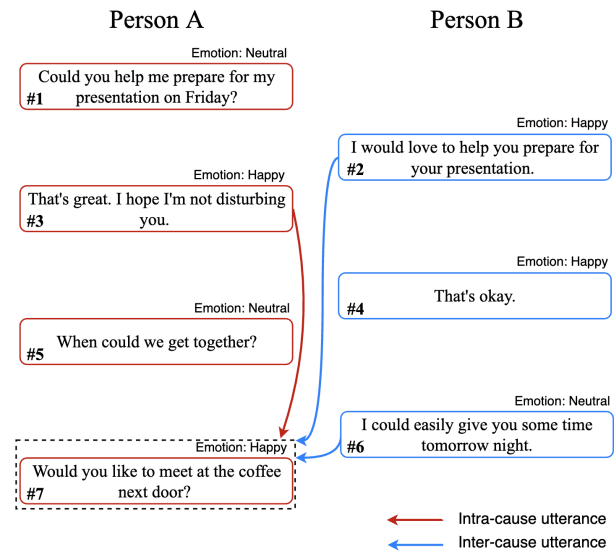 Person A
Person B
Emotion: Neutral
Could you help me prepare for my
presentation on Friday?
#1
Emotion: Happy
I would love to help you prepare for
your presentation.
#2
Emotion: Happy
That's great. I hope I'm not disturbing
you.
#3
Emotion: Happy
That's okay.
#4
Emotion: Neutral
When could we get together?
#5
Emotion: Neutral
I could easily give you some time
tomorrow night.
#6
Emotion: Happy
Would you like to meet at the coffee
next door?
#7
Intra-cause utterance
Inter-cause utterance